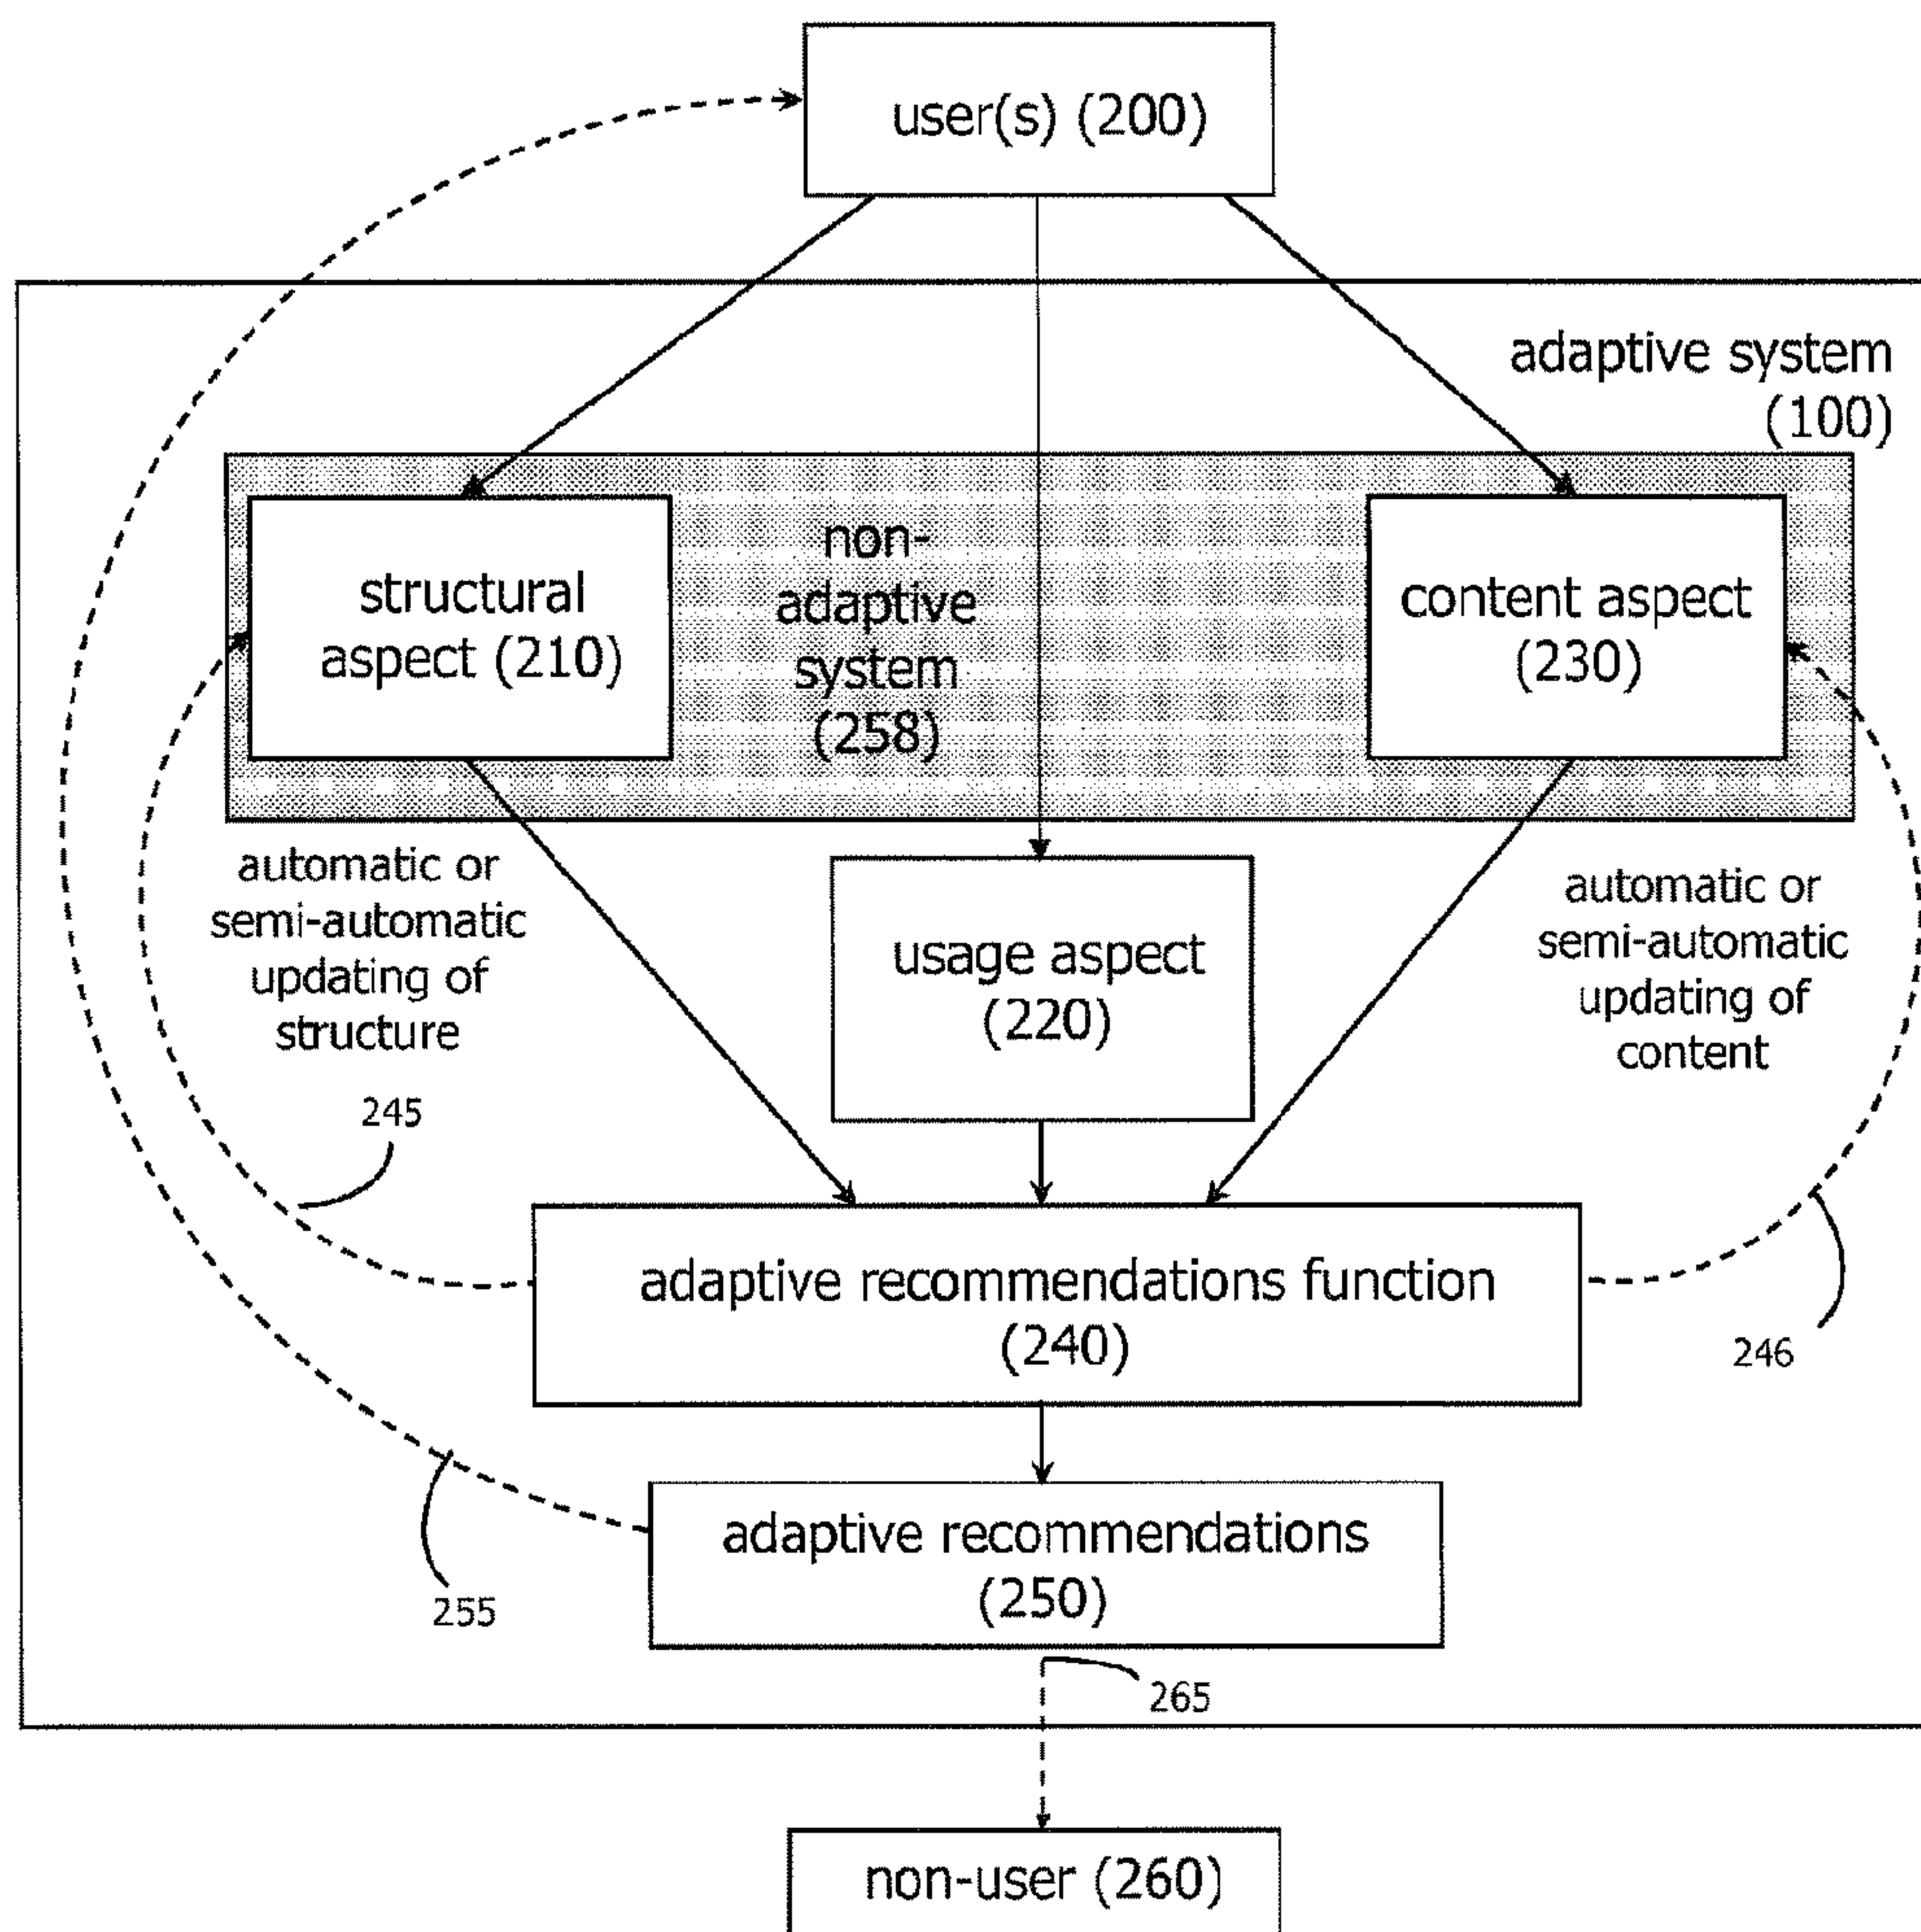 user(s) (200)
adaptive system
(100)
non-
adaptive
system
(258)
structural
aspect (210)
content aspect
(230)
automatic or
semi-automatic
updating of
structure
usage aspect
(220)
automatic or
semi-automatic
updating of
content
245
adaptive recommendations function
(240)
246
adaptive recommendations
(250)
255
265
non-user (260)